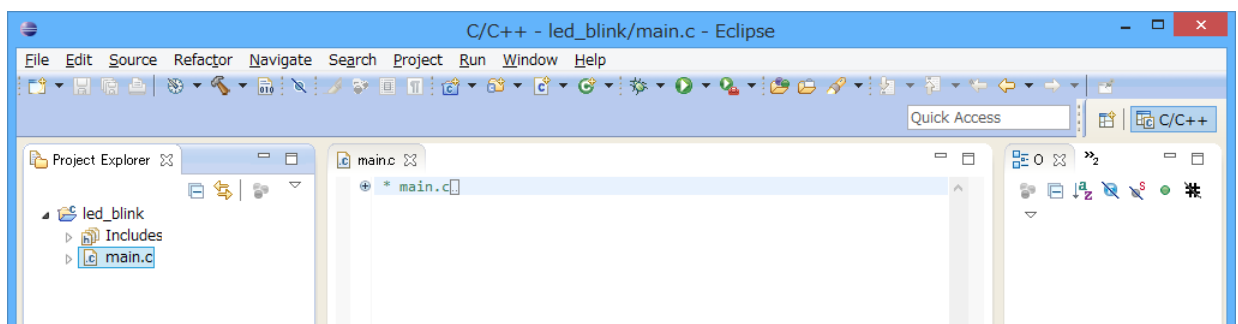 C/C++ - led_blink/main.c - Eclipse
File Edit Source Refactor Navigate Search Project Run Window Help
Quick Access
C/C++
Project Explorer
main.c
O
»2
* main.c
led_blink
Includes
main.c